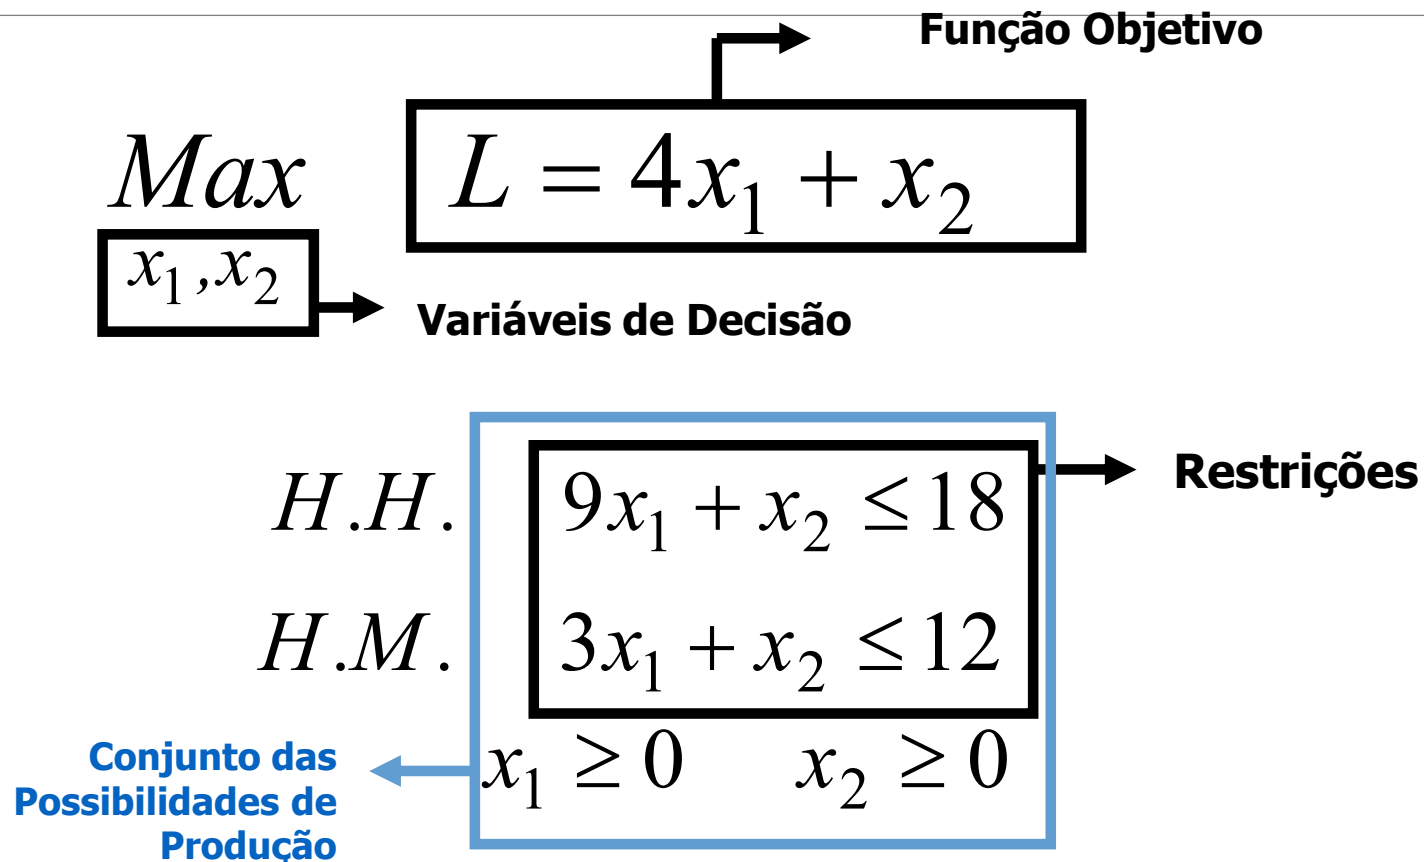 Função Objetivo
Max L = 4x₁ + x₂
x₁,x₂
Variáveis de Decisão
H.H. 9x₁ + x₂ ≤ 18
Restrições
H.M. 3x₁ + x₂ ≤ 12
x₁ ≥ 0 x₂ ≥ 0
Conjunto das
Possibilidades de
Produção